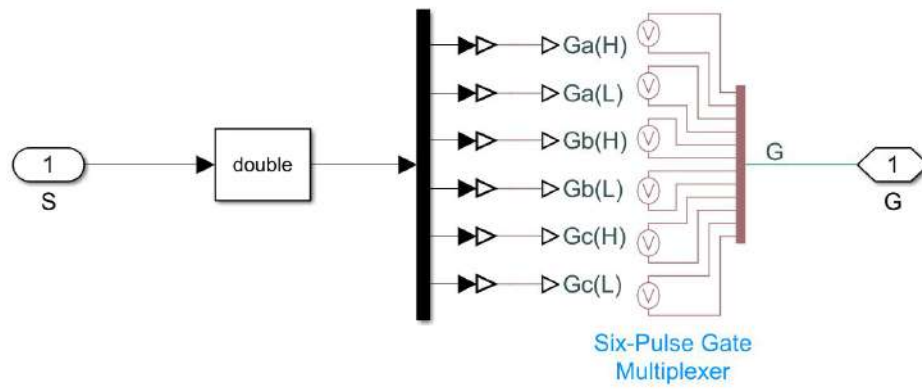 1
S
double
Ga(H)
Ga(L)
Gb(H)
Gb(L)
Gc(H)
Gc(L)
V
V
V
V
V
V
G
1
G
Six-Pulse Gate
Multiplexer